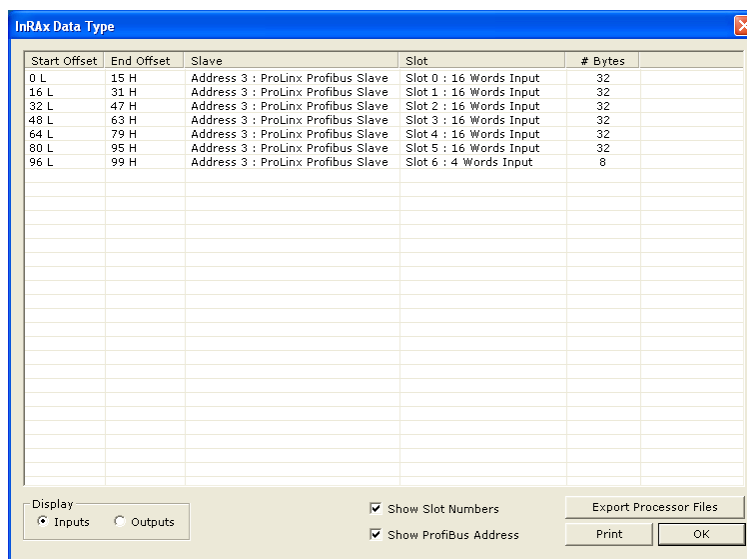 InRAx Data Type
Start Offset End Offset Slave Slot # Bytes
0 L 15 H Address 3 : ProLinx Profibus Slave Slot 0 : 16 Words Input 32
16 L 31 H Address 3 : ProLinx Profibus Slave Slot 1 : 16 Words Input 32
32 L 47 H Address 3 : ProLinx Profibus Slave Slot 2 : 16 Words Input 32
48 L 63 H Address 3 : ProLinx Profibus Slave Slot 3 : 16 Words Input 32
64 L 79 H Address 3 : ProLinx Profibus Slave Slot 4 : 16 Words Input 32
80 L 95 H Address 3 : ProLinx Profibus Slave Slot 5 : 16 Words Input 32
96 L 99 H Address 3 : ProLinx Profibus Slave Slot 6 : 4 Words Input 8
Display
Inputs Outputs
Show Slot Numbers
Show ProfiBus Address
Export Processor Files
Print OK